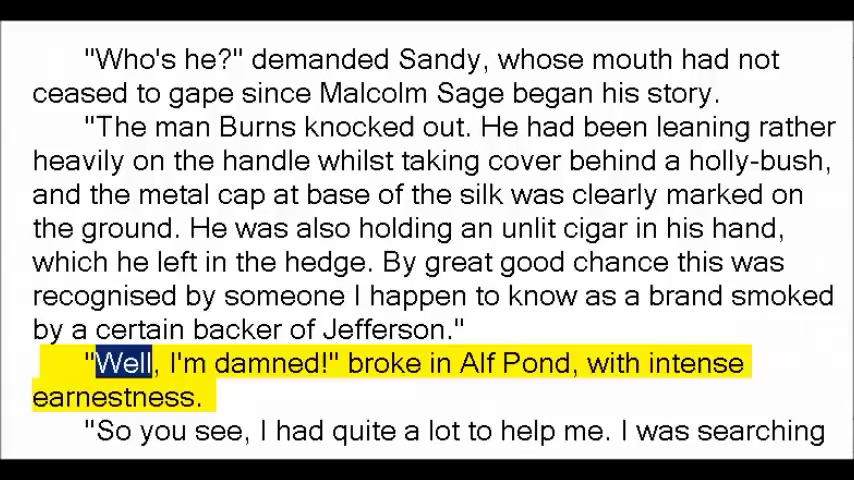 "Who's he?" demanded Sandy, whose mouth had not
ceased to gape since Malcolm Sage began his story.
"The man Burns knocked out. He had been leaning rather
heavily on the handle whilst taking cover behind a holly-bush,
and the metal cap at base of the silk was clearly marked on
the ground. He was also holding an unlit cigar in his hand,
which he left in the hedge. By great good chance this was
recognised by someone I happen to know as a brand smoked
by a certain backer of Jefferson."
"Well, I'm damned!" broke in Alf Pond, with intense
earnestness.
"So you see, I had quite a lot to help me. I was searching